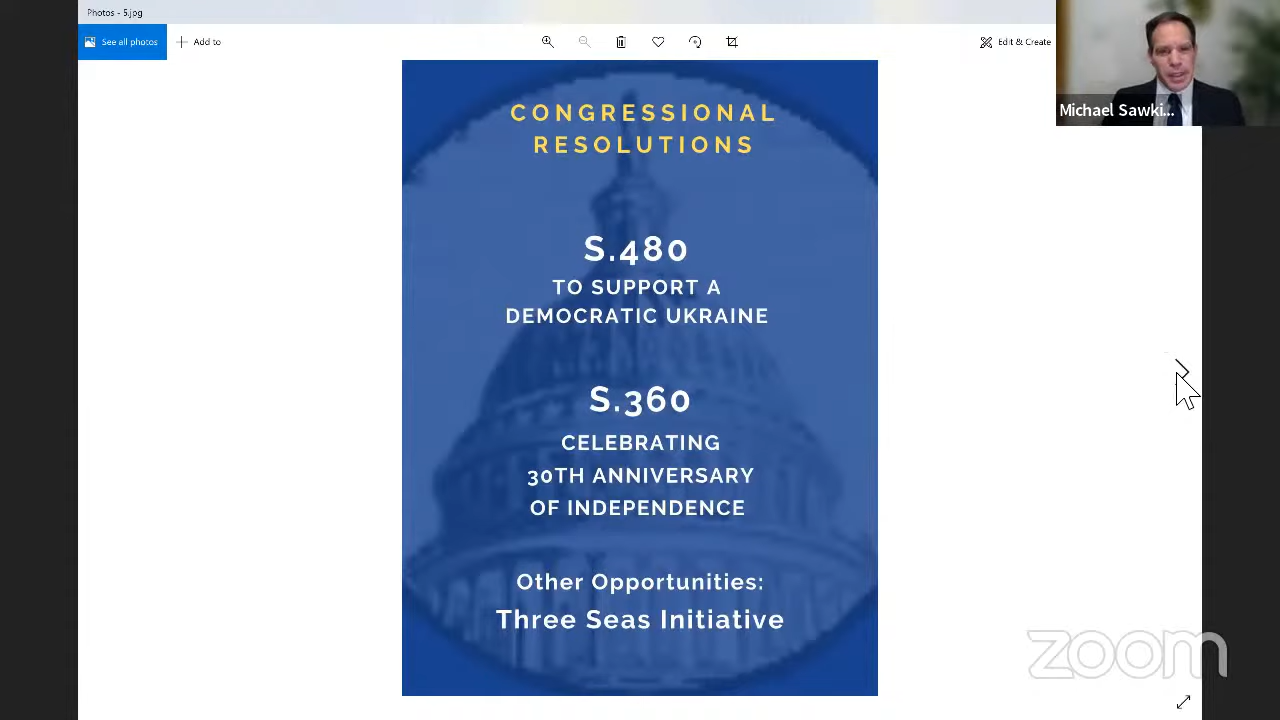 Photos - 5.jpg
See all photos
Add to
Edit & Create
Michael Sawki...
CONGRESSIONAL
RESOLUTIONS
S.480
TO SUPPORT A
DEMOCRATIC UKRAINE
S.360
CELEBRATING
30TH ANNIVERSARY
OF INDEPENDENCE
Other Opportunities:
Three Seas Initiative
zoom